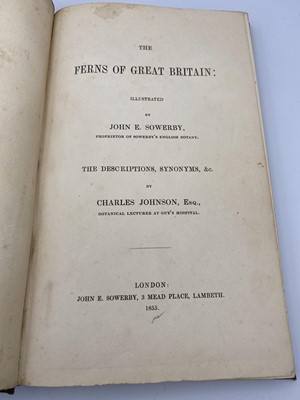 THE
FERNS OF GREAT BRITAIN:
ILLUSTRATED
BY
JOHN E. SOWERBY,
PROPRIETOR OF SOWERBY'S ENGLISH BOTANY.
THE DESCRIPTIONS, SYNONYMS, &c.
BY
CHARLES JOHNSON, Esq.,
BOTANICAL LECTURER AT GUY'S HOSPITAL.
LONDON:
JOHN E. SOWERBY, 3 MEAD PLACE, LAMBETH.
1855.